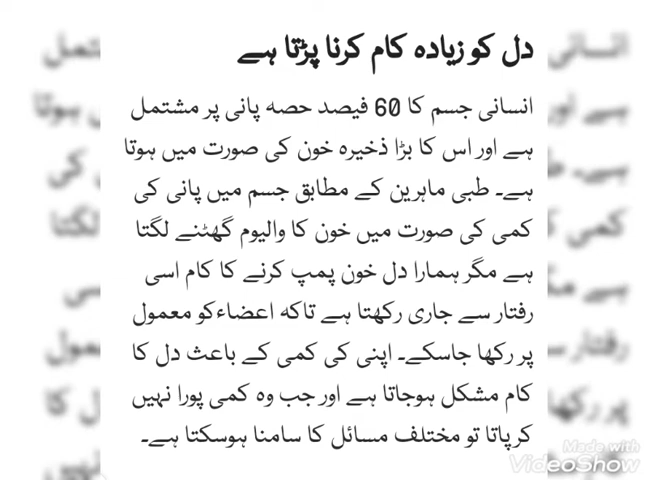 دل کو زیادہ کام کرنا پڑتا ہے
انسانی جسم کا 60 فیصد حصہ پانی پر مشتمل
ہے اور اس کا بڑا ذخیرہ خون کی صورت میں ہوتا
ہے۔ طبی ماہرین کے مطابق جسم میں پانی کی
کمی کی صورت میں خون کا والیوم گھٹنے لگتا
ہے مگر ہمارا دل خون پمپ کرنے کا کام اسی
رفتار سے جاری رکھتا ہے تاکہ اعضاء کو معمول
پر رکھا جاسکے۔ اپنی کی کمی کے باعث دل کا
کام مشکل ہوجاتا ہے اور جب وہ کمی پورا نہیں
کرپاتا تو مختلف مسائل کا سامنا ہوسکتا ہے۔
Made with
VideoShow